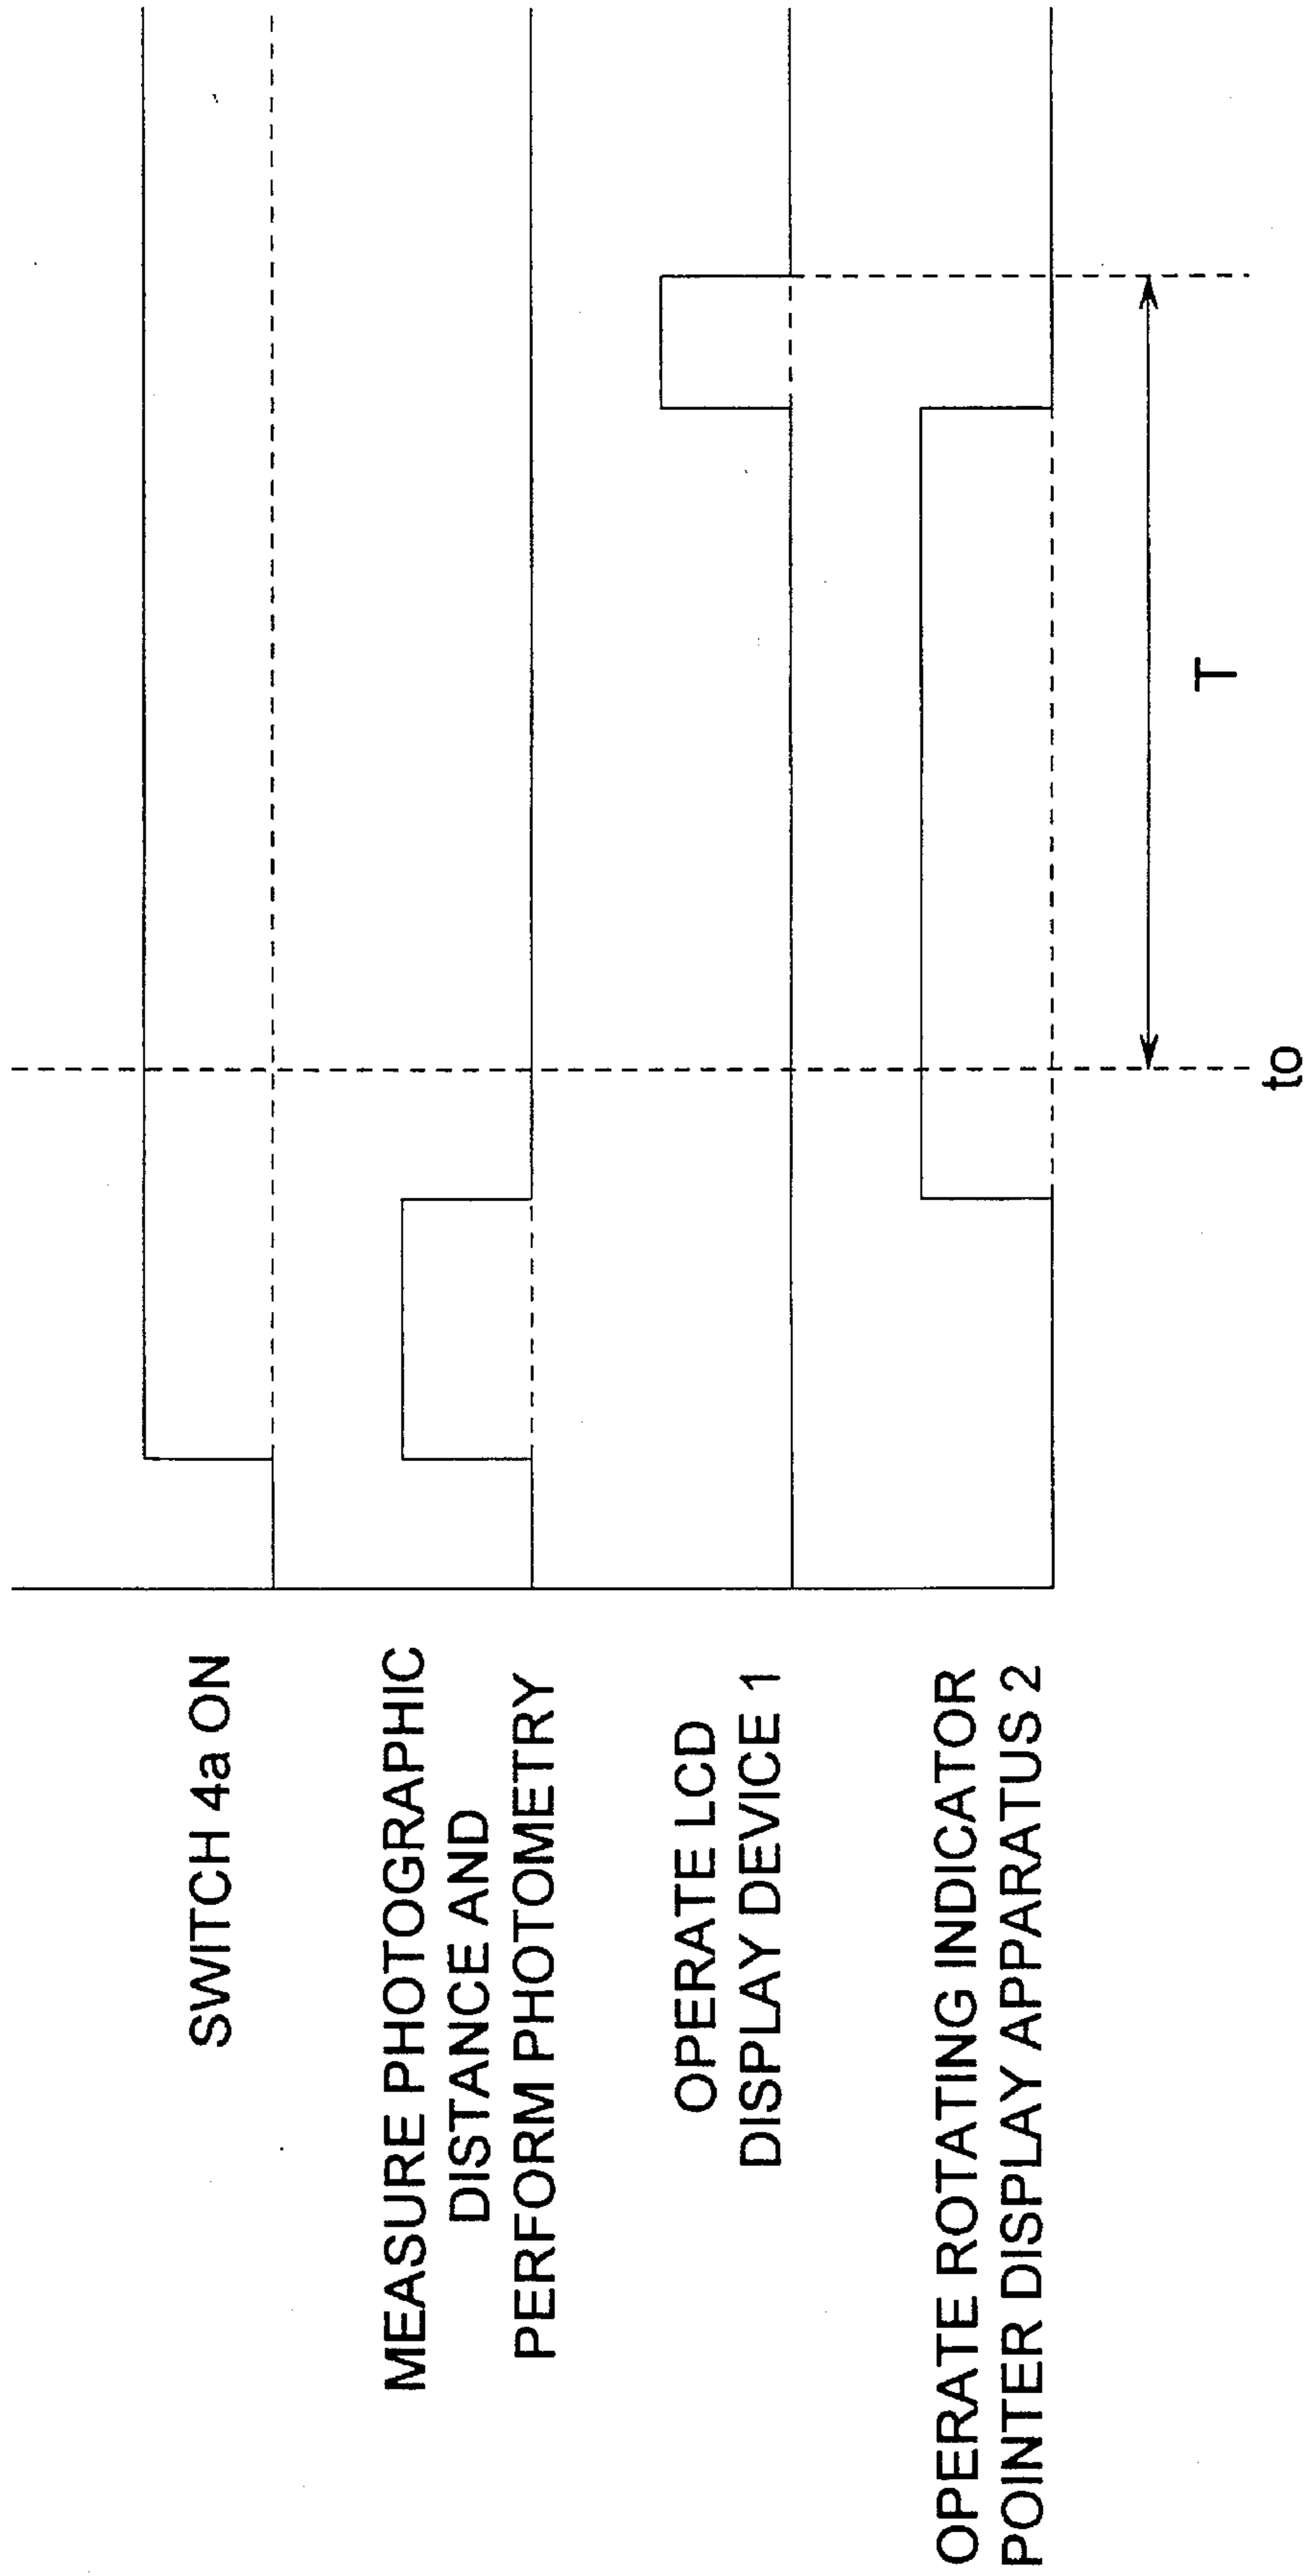 SWITCH 4a ON
MEASURE PHOTOGRAPHIC
DISTANCE AND
PERFORM PHOTOMETRY
OPERATE LCD
DISPLAY DEVICE 1
OPERATE ROTATING INDICATOR
POINTER DISPLAY APPARATUS 2
T
to